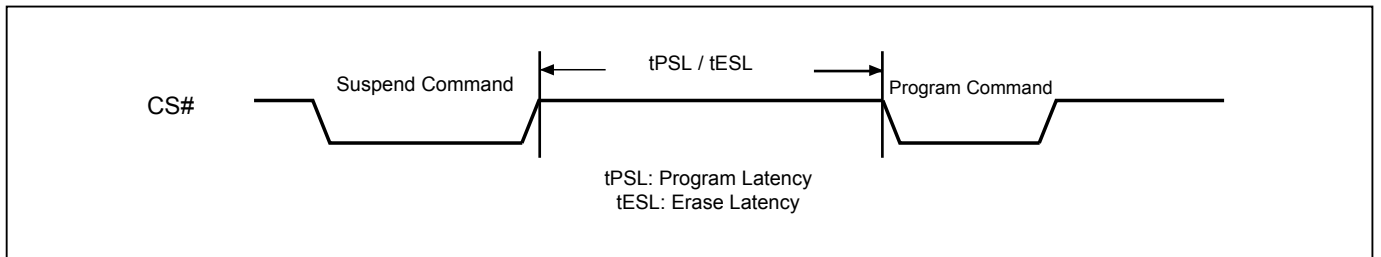 tPSL / tESL
Suspend Command
Program Command
CS#
tPSL: Program Latency
tESL: Erase Latency